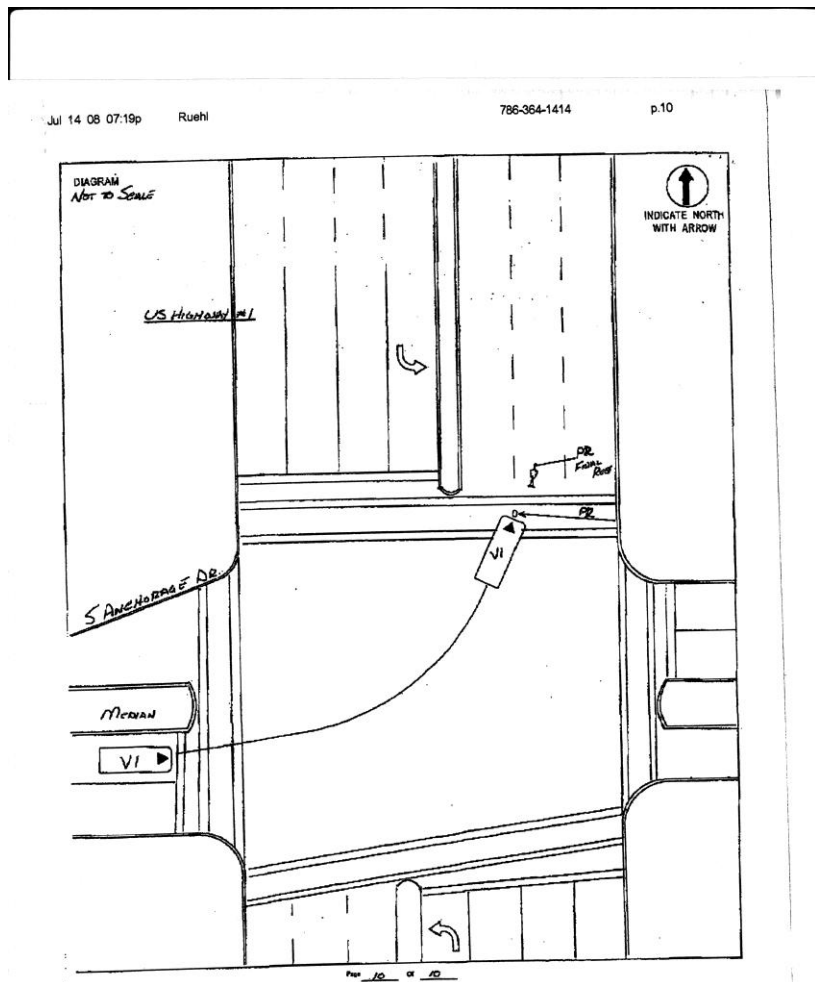 Jul 14 08 07:19p Ruehl 786-364-1414 p.10
DIAGRAM
NOT TO SCALE
INDICATE NORTH
WITH ARROW
US HIGHWAY #1
PR
FINAL
REST
PR
V1
S ANCHORAGE DR.
MEDIAN
V1
Page 10 Of 10